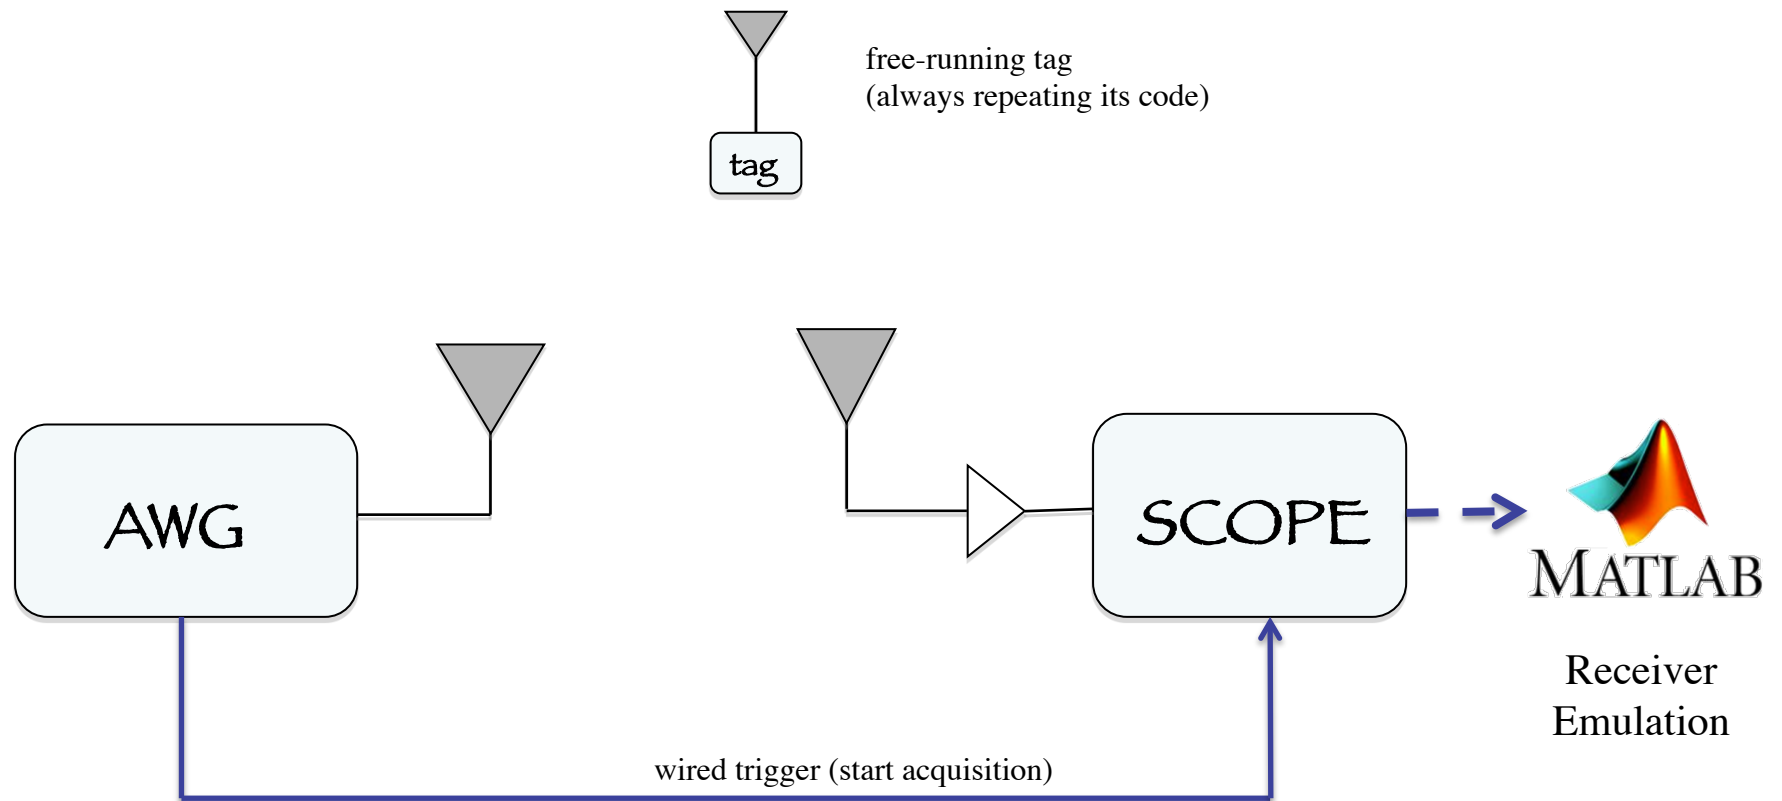 free-running tag
(always repeating its code)
tag
AWG
SCOPE
MATLAB
Receiver
Emulation
wired trigger (start acquisition)